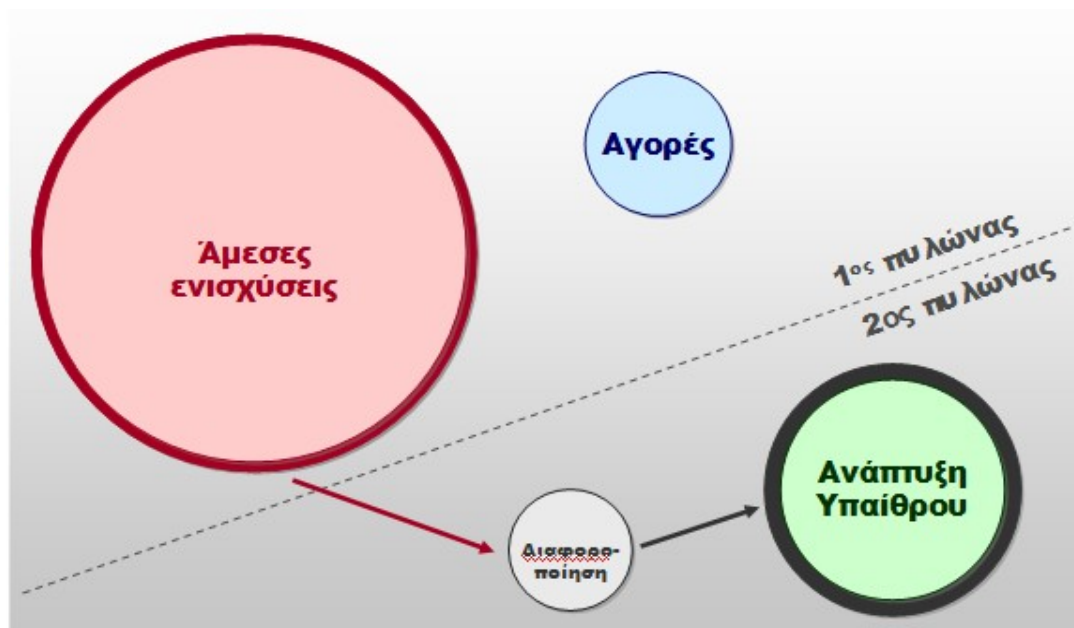 Αγορές
Άμεσες
ενισχύσεις
1ος πυλώνας
2ος πυλώνας
Ανάπτυξη
Υπαίθρου
Διαφορο-
ποίηση